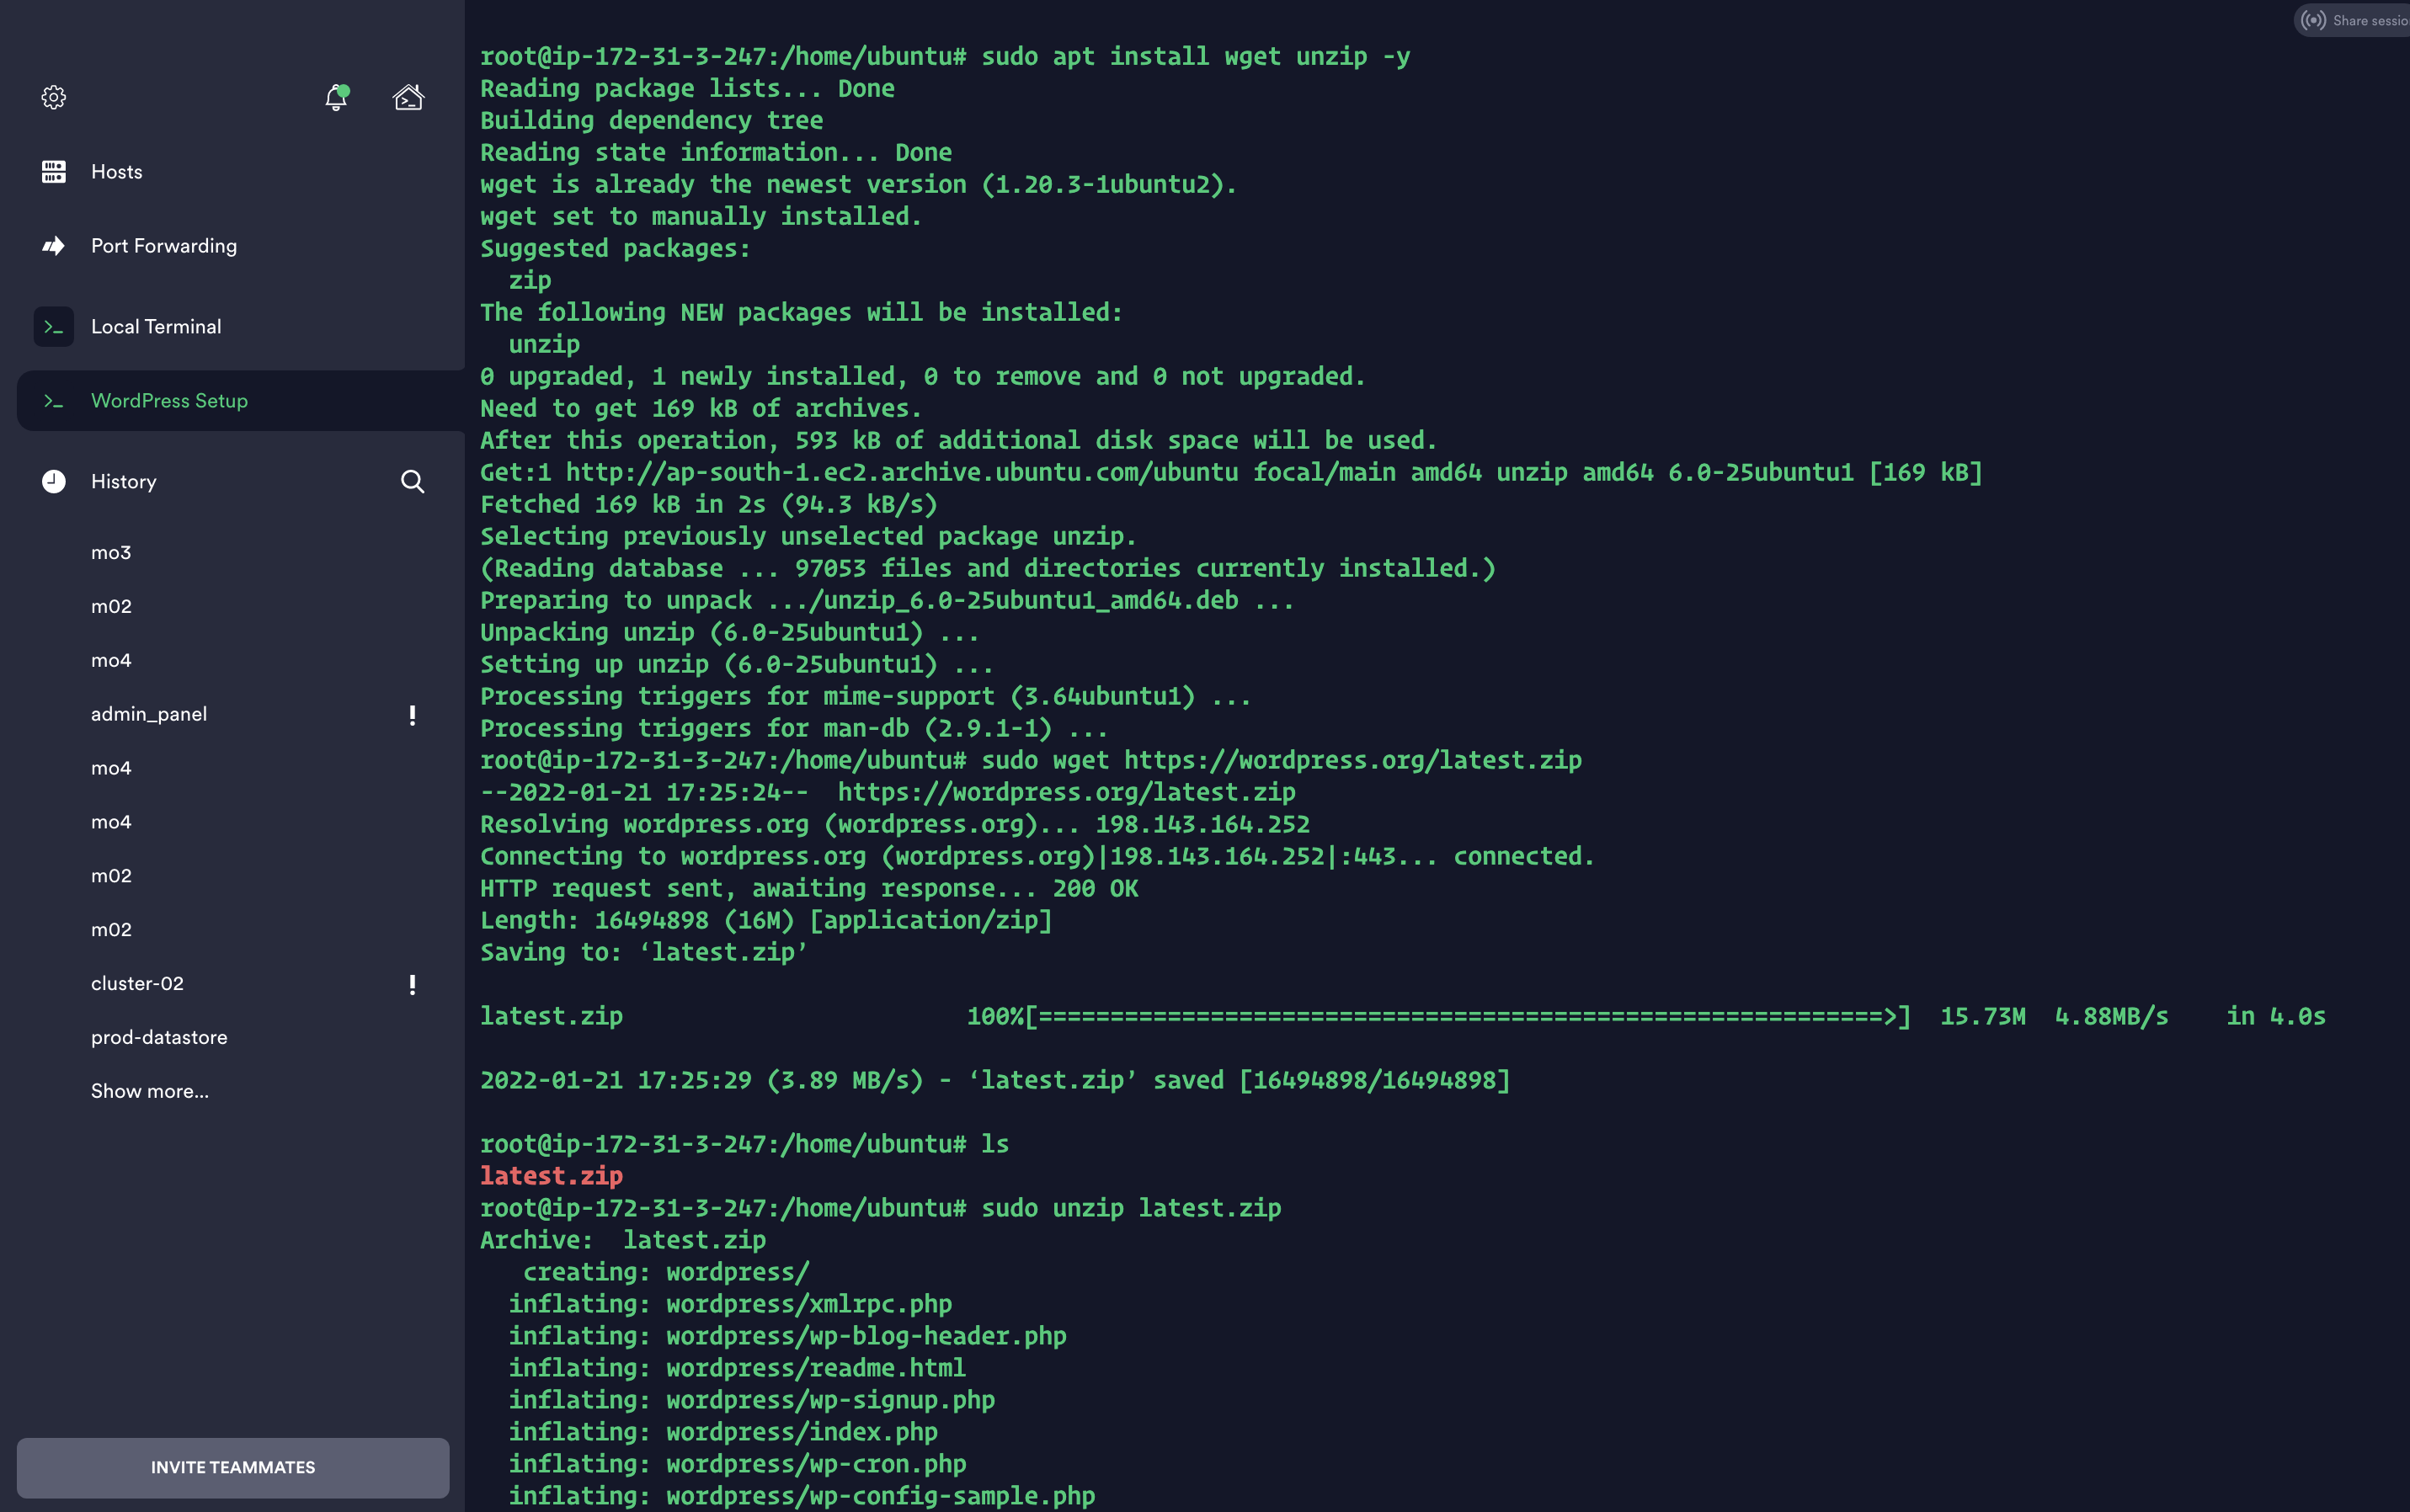 Share sessio
Hosts
Port Forwarding
Local Terminal
WordPress Setup
History
mo3
m02
mo4
admin_panel
mo4
mo4
m02
m02
cluster-02
prod-datastore
Show more...
INVITE TEAMMATES
root@ip-172-31-3-247:/home/ubuntu# sudo apt install wget unzip -y
Reading package lists... Done
Building dependency tree
Reading state information... Done
wget is already the newest version (1.20.3-1ubuntu2).
wget set to manually installed.
Suggested packages:
  zip
The following NEW packages will be installed:
  unzip
0 upgraded, 1 newly installed, 0 to remove and 0 not upgraded.
Need to get 169 kB of archives.
After this operation, 593 kB of additional disk space will be used.
Get:1 http://ap-south-1.ec2.archive.ubuntu.com/ubuntu focal/main amd64 unzip amd64 6.0-25ubuntu1 [169 kB]
Fetched 169 kB in 2s (94.3 kB/s)
Selecting previously unselected package unzip.
(Reading database ... 97053 files and directories currently installed.)
Preparing to unpack .../unzip_6.0-25ubuntu1_amd64.deb ...
Unpacking unzip (6.0-25ubuntu1) ...
Setting up unzip (6.0-25ubuntu1) ...
Processing triggers for mime-support (3.64ubuntu1) ...
Processing triggers for man-db (2.9.1-1) ...
root@ip-172-31-3-247:/home/ubuntu# sudo wget https://wordpress.org/latest.zip
--2022-01-21 17:25:24--  https://wordpress.org/latest.zip
Resolving wordpress.org (wordpress.org)... 198.143.164.252
Connecting to wordpress.org (wordpress.org)|198.143.164.252|:443... connected.
HTTP request sent, awaiting response... 200 OK
Length: 16494898 (16M) [application/zip]
Saving to: ‘latest.zip’
latest.zip                        100%[===========================================================>]  15.73M  4.88MB/s    in 4.0s
2022-01-21 17:25:29 (3.89 MB/s) - ‘latest.zip’ saved [16494898/16494898]
root@ip-172-31-3-247:/home/ubuntu# ls
latest.zip
root@ip-172-31-3-247:/home/ubuntu# sudo unzip latest.zip
Archive:  latest.zip
   creating: wordpress/
  inflating: wordpress/xmlrpc.php
  inflating: wordpress/wp-blog-header.php
  inflating: wordpress/readme.html
  inflating: wordpress/wp-signup.php
  inflating: wordpress/index.php
  inflating: wordpress/wp-cron.php
  inflating: wordpress/wp-config-sample.php